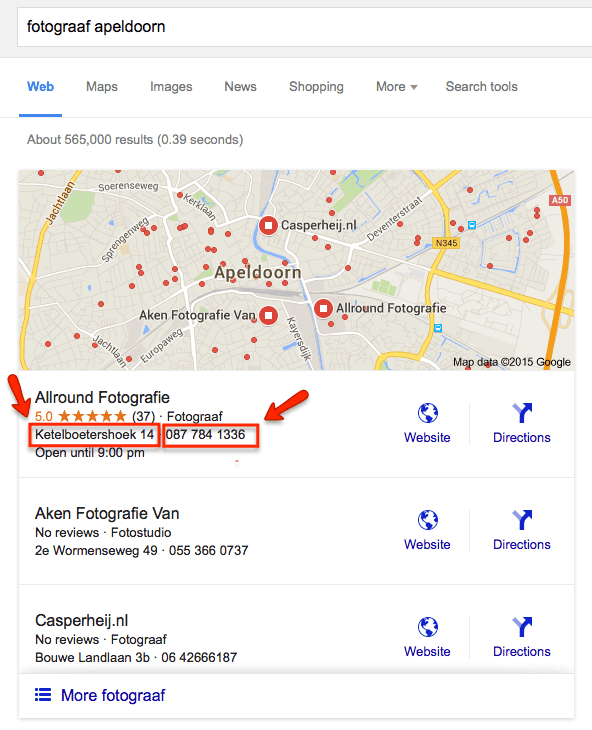 fotograaf apeldoorn
Web Maps Images News Shopping More Search tools
About 565,000 results (0.39 seconds)
Jachtlaan
Soerenseweg
Kerklaan
Sprengenweg
Casperheij.nl
Deventerstraat
A50
N345
Apeldoorn
Aken Fotografie Van
Allround Fotografie
Kayersdijk
Jachtlaan
Europaweg
Map data ©2015 Google
Allround Fotografie
5.0 ★★★★★ (37) · Fotograaf
Ketelboetershoek 14 · 087 784 1336
Open until 9:00 pm
Website Directions
Aken Fotografie Van
No reviews · Fotostudio
2e Wormenseweg 49 · 055 366 0737
Website Directions
Casperheij.nl
No reviews · Fotograaf
Bouwe Landlaan 3b · 06 42666187
Website Directions
More fotograaf